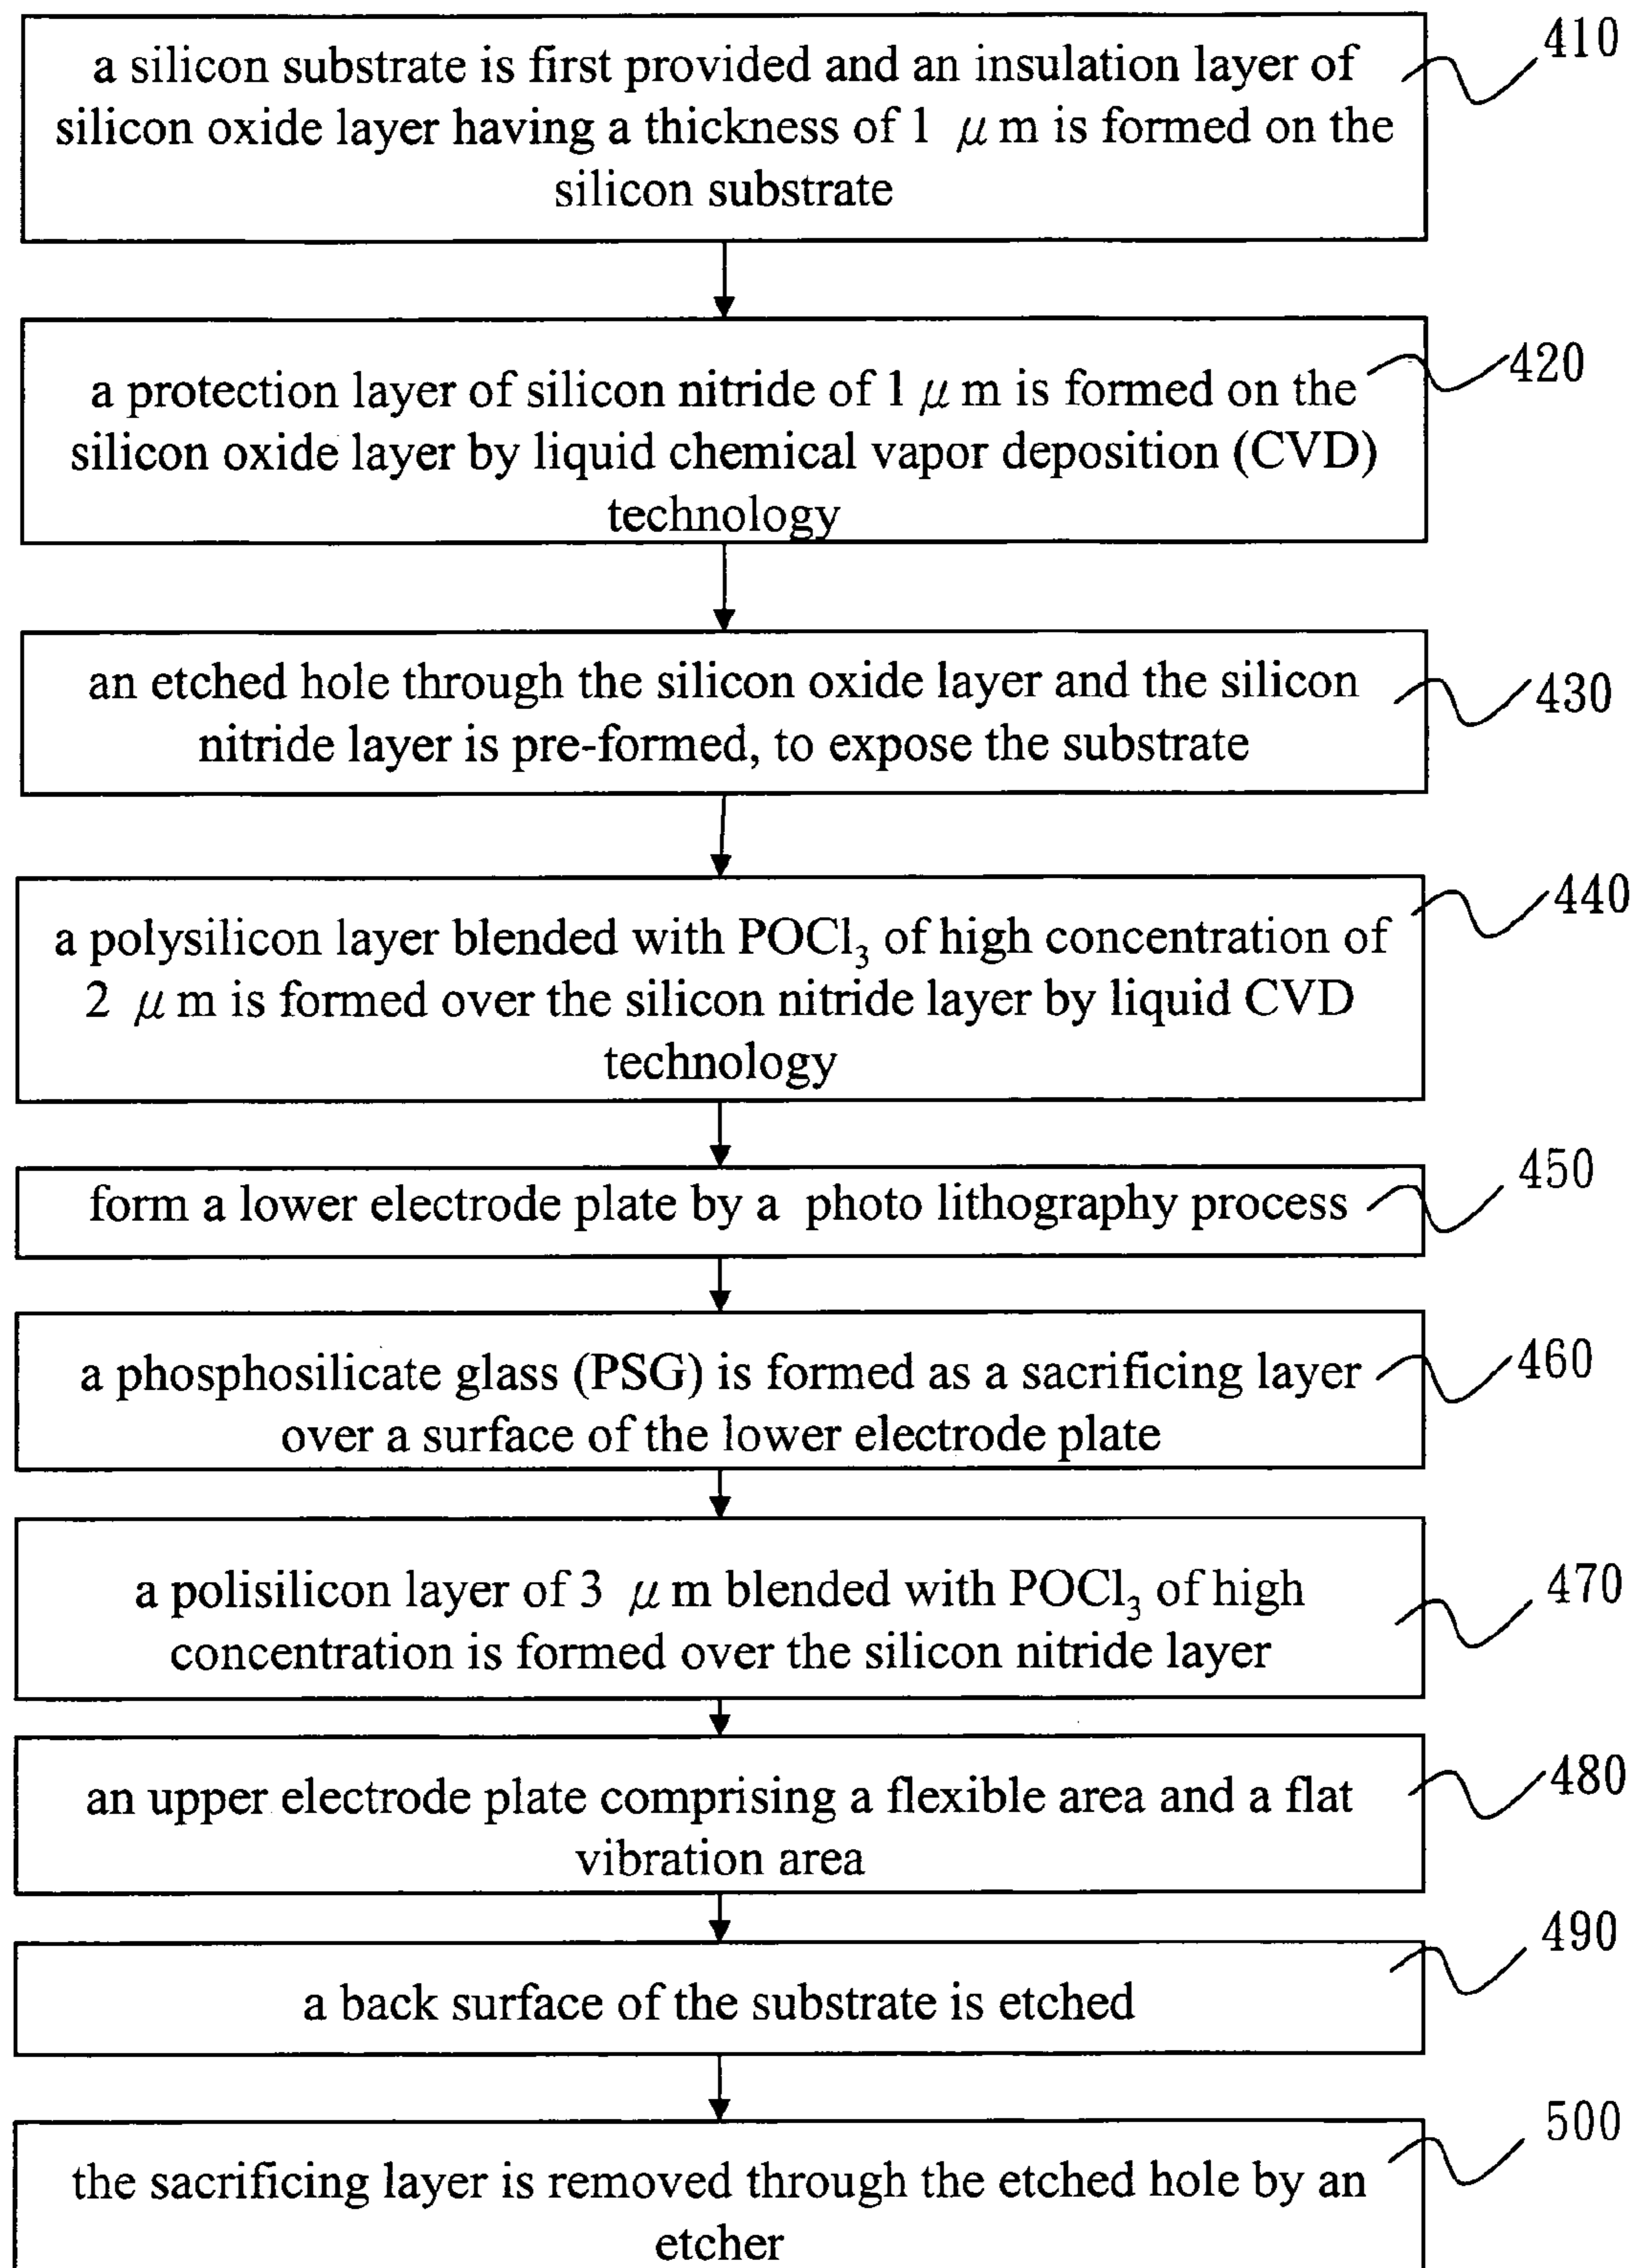 a silicon substrate is first provided and an insulation layer of
silicon oxide layer having a thickness of 1 μm is formed on the
silicon substrate
410
a protection layer of silicon nitride of 1 μm is formed on the
silicon oxide layer by liquid chemical vapor deposition (CVD)
technology
420
an etched hole through the silicon oxide layer and the silicon
nitride layer is pre-formed, to expose the substrate
430
a polysilicon layer blended with POCl₃ of high concentration of
2 μm is formed over the silicon nitride layer by liquid CVD
technology
440
form a lower electrode plate by a photo lithography process
450
a phosphosilicate glass (PSG) is formed as a sacrificing layer
over a surface of the lower electrode plate
460
a polisilicon layer of 3 μm blended with POCl₃ of high
concentration is formed over the silicon nitride layer
470
an upper electrode plate comprising a flexible area and a flat
vibration area
480
a back surface of the substrate is etched
490
the sacrificing layer is removed through the etched hole by an
etcher
500